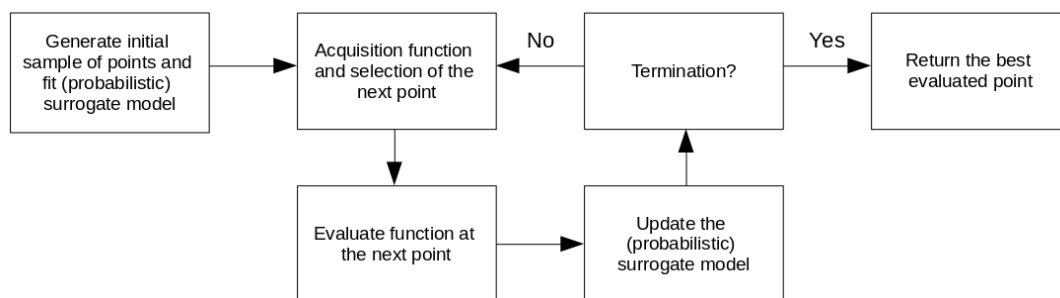 Generate initial
sample of points and
fit (probabilistic)
surrogate model
Acquisition function
and selection of the
next point
No
Termination?
Yes
Return the best
evaluated point
Evaluate function at
the next point
Update the
(probabilistic)
surrogate model